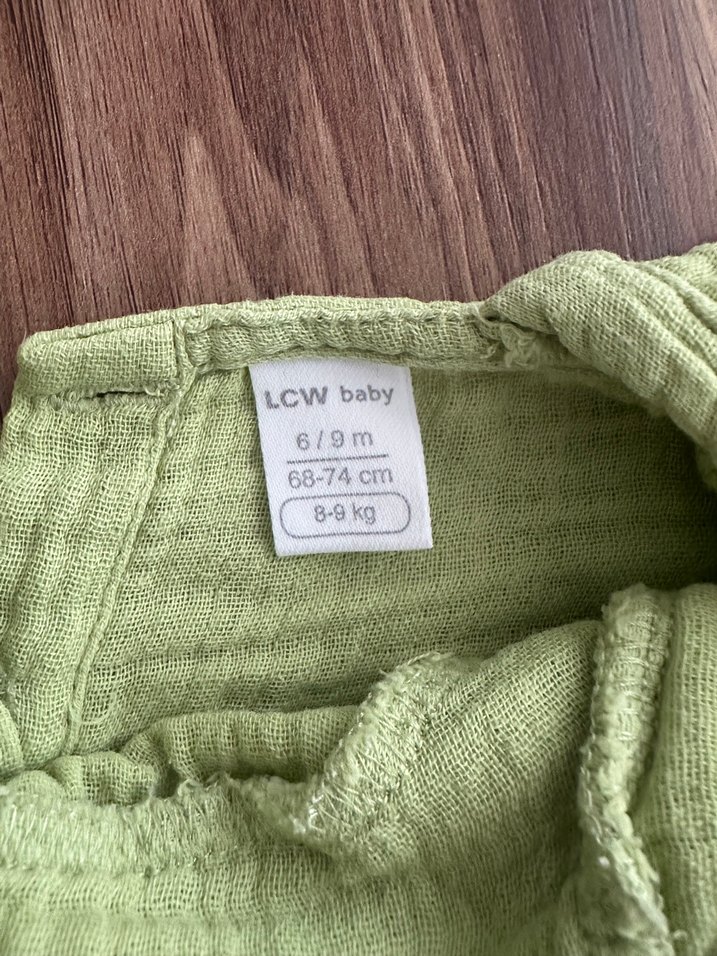 LCW baby
6 / 9 m
68-74 cm
8-9 kg